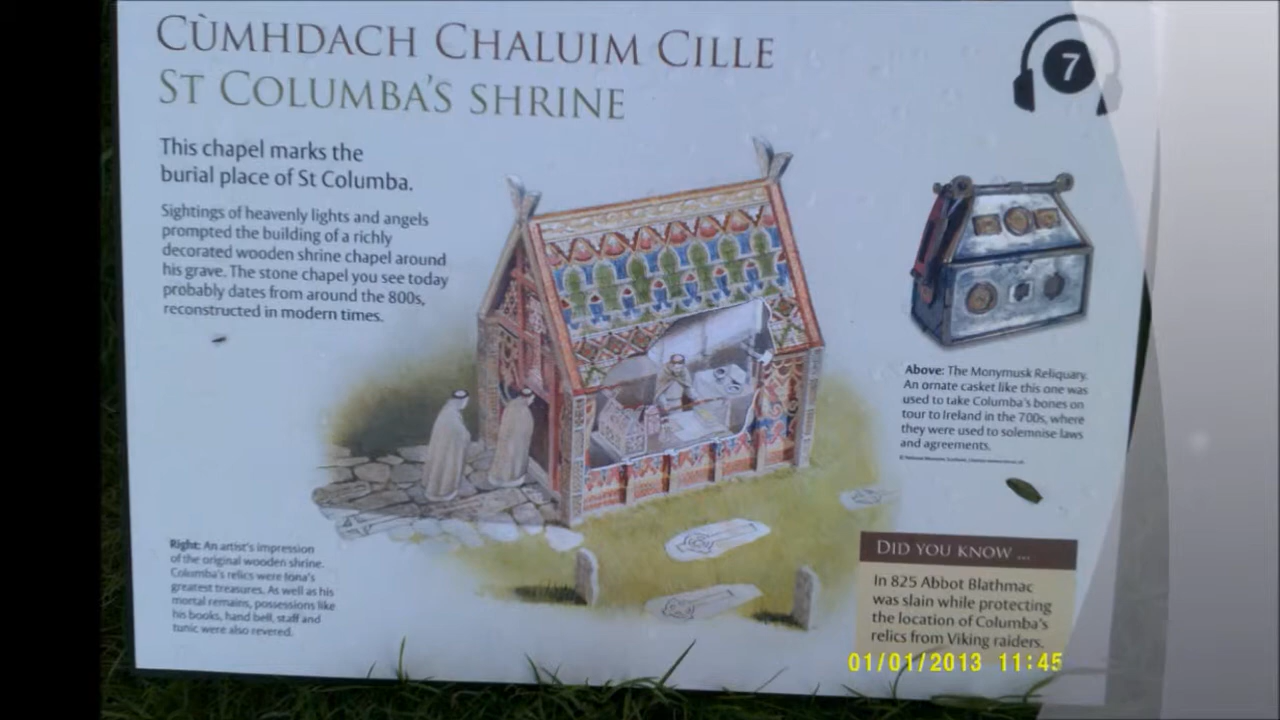 CÙMHDACH CHALUIM CILLE
ST COLUMBA'S SHRINE
7
This chapel marks the
burial place of St Columba.
Sightings of heavenly lights and angels
prompted the building of a richly
decorated wooden shrine chapel around
his grave. The stone chapel you see today
probably dates from around the 800s,
reconstructed in modern times.
Above: The Monymusk Reliquary.
An ornate casket like this one was
used to take Columba's bones on
tour to Ireland in the 700s, where
they were used to solemnise laws
and agreements.
Right: An artist's impression
of the original wooden shrine.
Columba's relics were Iona's
greatest treasures. As well as his
mortal remains, possessions like
his books, hand bell, staff and
tunic were also revered.
DID YOU KNOW ...
In 825 Abbot Blathmac
was slain while protecting
the location of Columba's
relics from Viking raiders.
01/01/2013 11:45